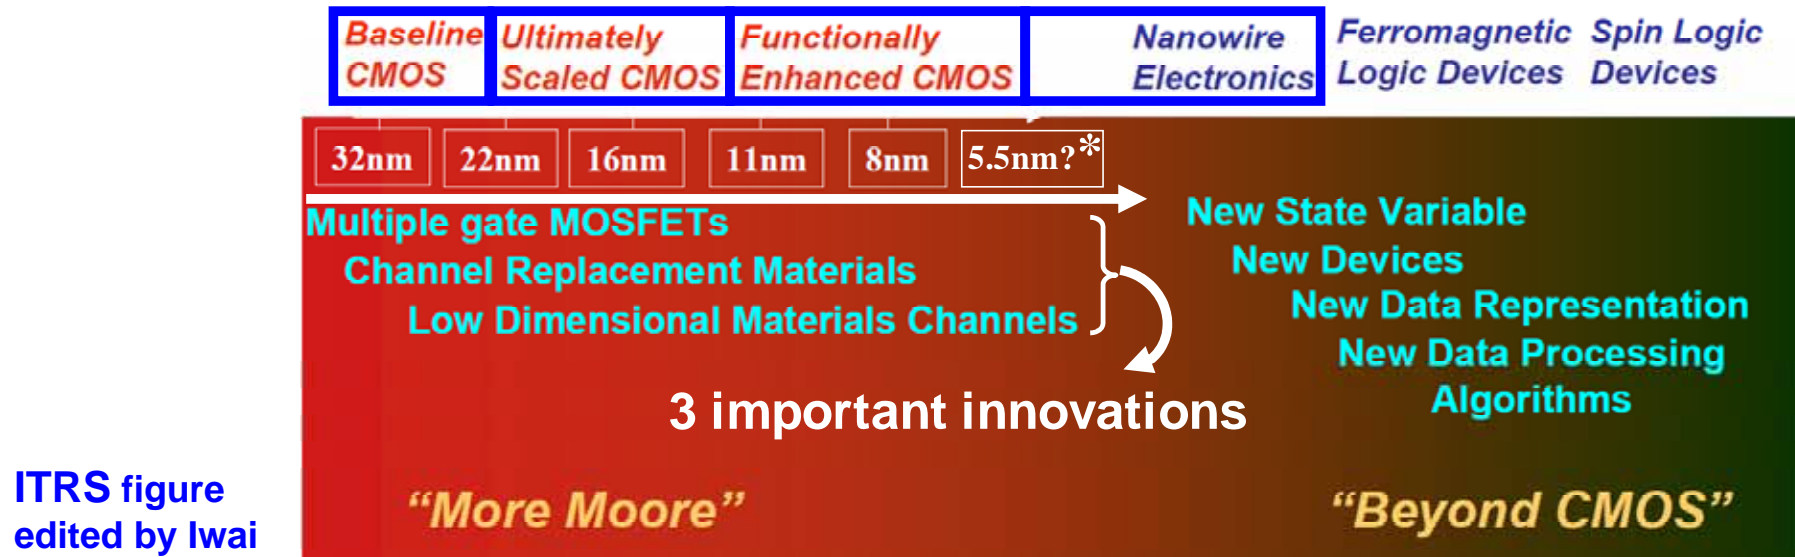 Baseline CMOS
Ultimately Scaled CMOS
Functionally Enhanced CMOS
Nanowire Electronics
Ferromagnetic Logic Devices
Spin Logic Devices
32nm
22nm
16nm
11nm
8nm
5.5nm?*
Multiple gate MOSFETs
Channel Replacement Materials
Low Dimensional Materials Channels
3 important innovations
New State Variable
New Devices
New Data Representation
New Data Processing
Algorithms
"More Moore"
"Beyond CMOS"
ITRS figure
edited by Iwai